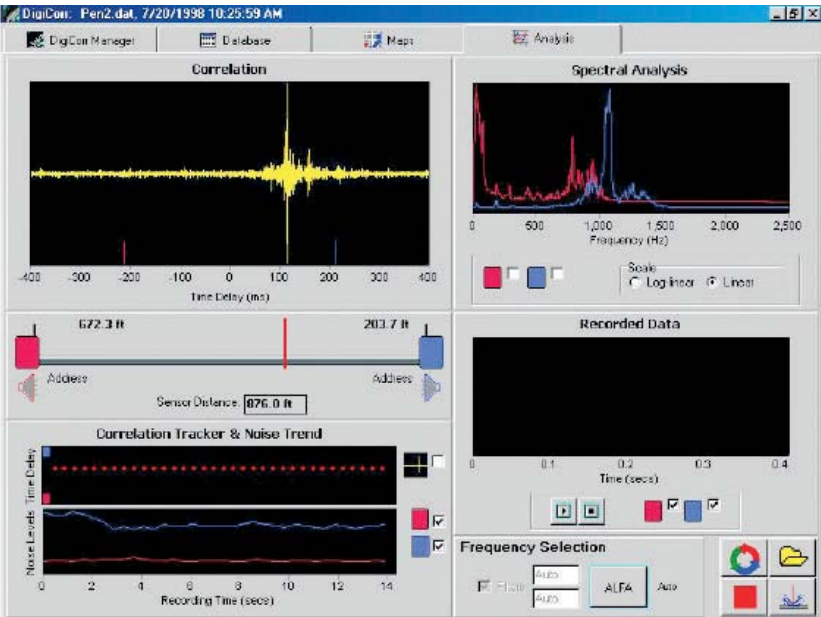 DigiCorr: Pen2.dat, 7/20/1998 10:25:59 AM
DigiCorr Manager
Database
Maps
Analysis
Correlation
-400 -300 -200 -100 0 100 200 300 400
Time Delay (ms)
Spectral Analysis
0 500 1,000 1,500 2,000 2,500
Frequency (Hz)
Scale
Log-linear Linear
672.3 ft 203.7 ft
Address Address
Sensor Distance: 876.0 ft
Recorded Data
0 0.1 0.2 0.3 0.4
Time (secs)
Correlation Tracker & Noise Trend
Time Delay
Noise Levels
0 2 4 6 8 10 12 14
Recording Time (secs)
Frequency Selection
Filters
Auto
Auto
ALFA
Auto